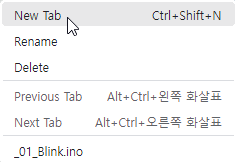 New Tab Ctrl+Shift+N
Rename
Delete
Previous Tab Alt+Ctrl+왼쪽 화살표
Next Tab Alt+Ctrl+오른쪽 화살표
_01_Blink.ino